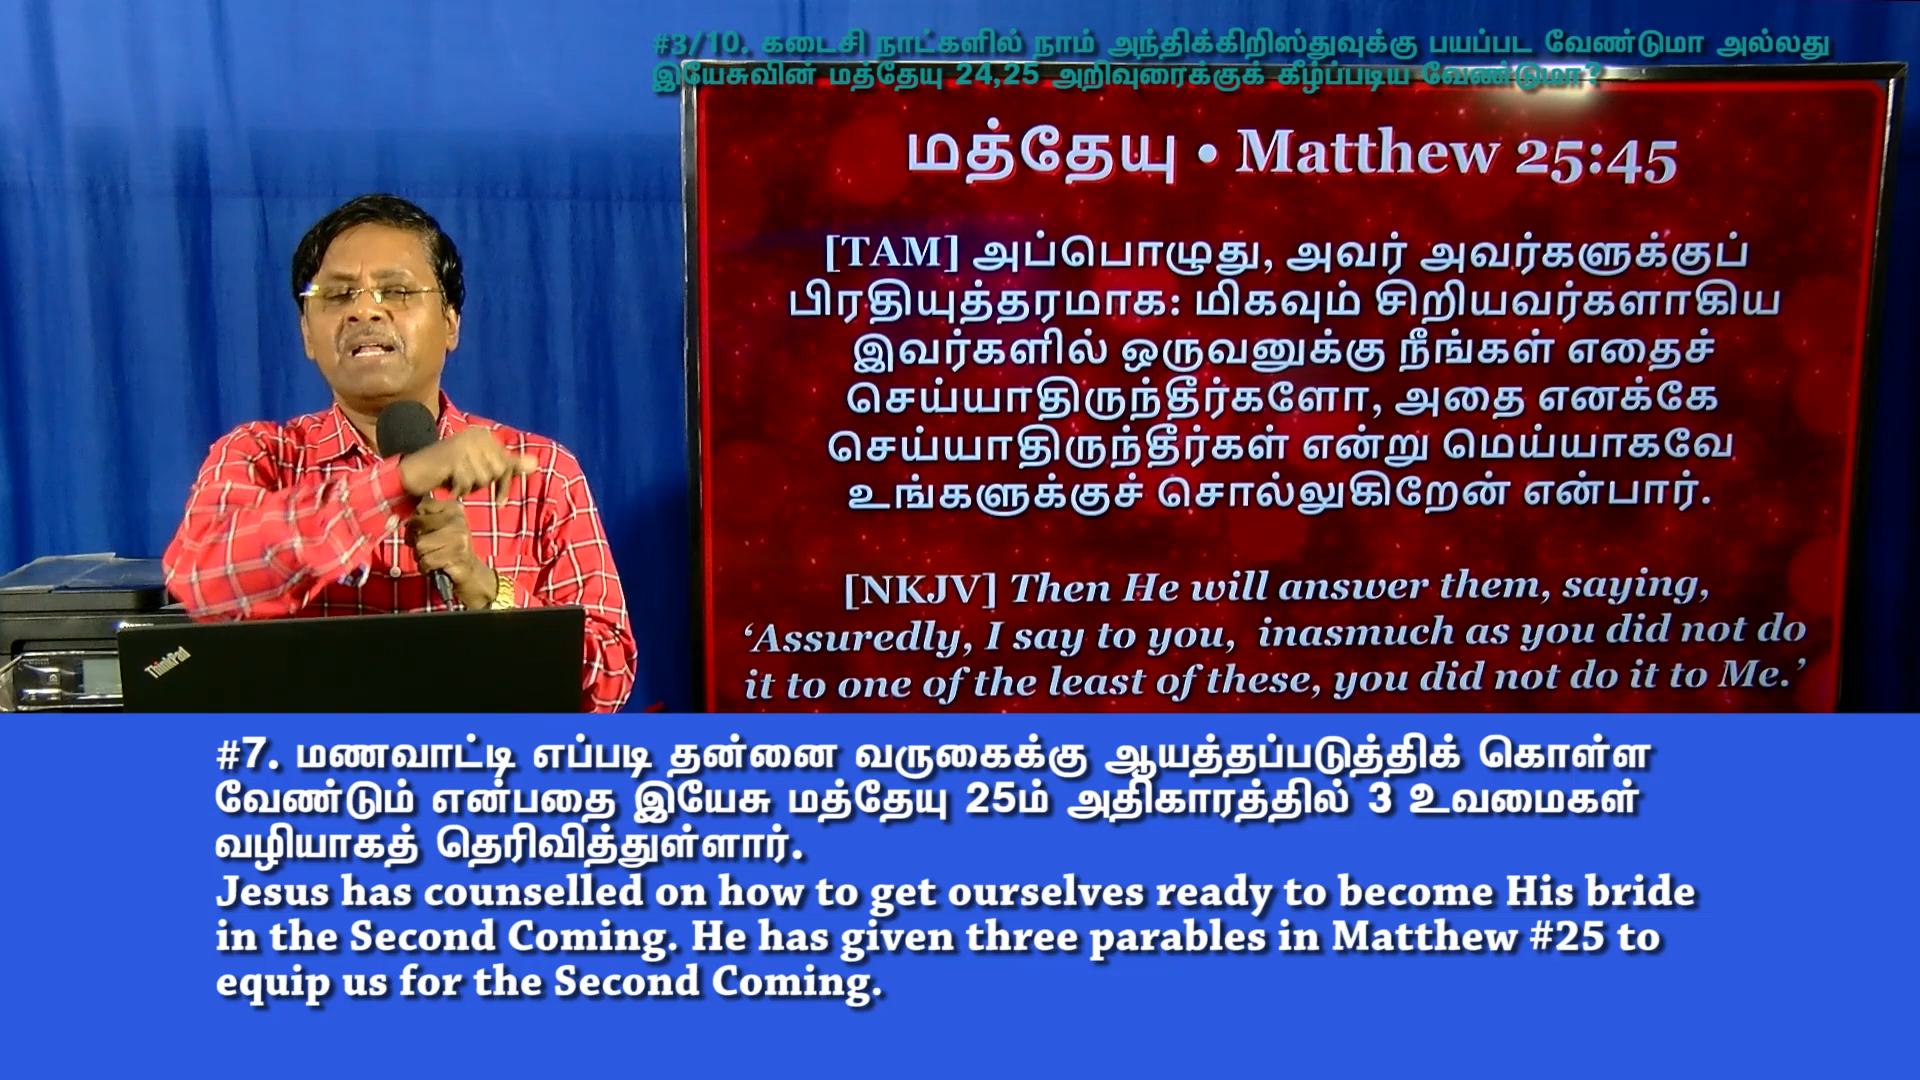 #3/10. கடைசி நாட்களில் நாம் அந்திக்கிறிஸ்துவுக்கு பயப்பட வேண்டுமா அல்லது
இயேசுவின் மத்தேயு 24,25 அறிவுரைக்குக் கீழ்ப்படிய வேண்டுமா?
மத்தேயு • Matthew 25:45
[TAM] அப்பொழுது, அவர் அவர்களுக்குப்
பிரதியுத்தரமாக: மிகவும் சிறியவர்களாகிய
இவர்களில் ஒருவனுக்கு நீங்கள் எதைச்
செய்யாதிருந்தீர்களோ, அதை எனக்கே
செய்யாதிருந்தீர்கள் என்று மெய்யாகவே
உங்களுக்குச் சொல்லுகிறேன் என்பார்.
[NKJV] Then He will answer them, saying,
‘Assuredly, I say to you, inasmuch as you did not do
it to one of the least of these, you did not do it to Me.’
ThinkPad
#7. மணவாட்டி எப்படி தன்னை வருகைக்கு ஆயத்தப்படுத்திக் கொள்ள
வேண்டும் என்பதை இயேசு மத்தேயு 25ம் அதிகாரத்தில் 3 உவமைகள்
வழியாகத் தெரிவித்துள்ளார்.
Jesus has counselled on how to get ourselves ready to become His bride
in the Second Coming. He has given three parables in Matthew #25 to
equip us for the Second Coming.